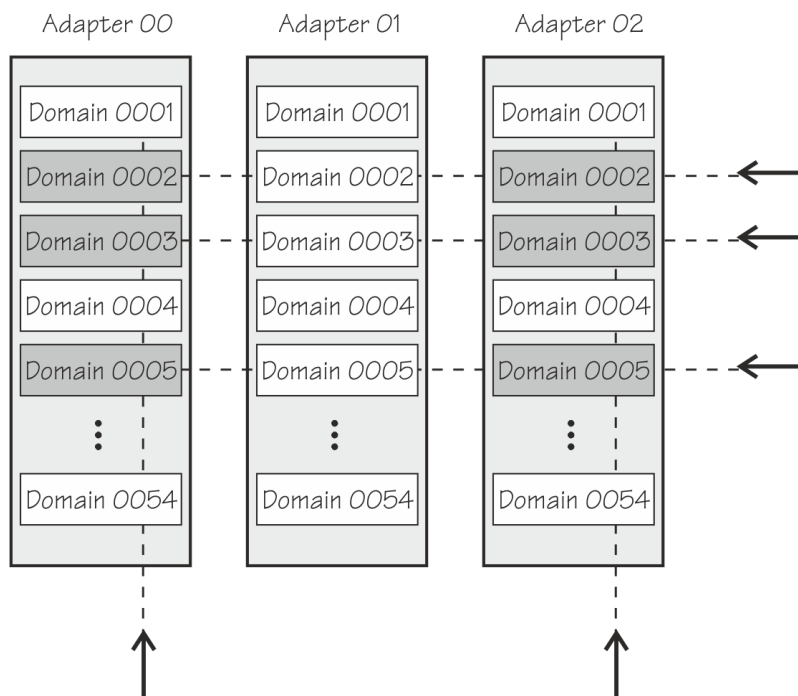 Adapter 00 Adapter 01 Adapter 02
Domain 0001 Domain 0001 Domain 0001
Domain 0002 Domain 0002 Domain 0002
Domain 0003 Domain 0003 Domain 0003
Domain 0004 Domain 0004 Domain 0004
Domain 0005 Domain 0005 Domain 0005
Domain 0054 Domain 0054 Domain 0054